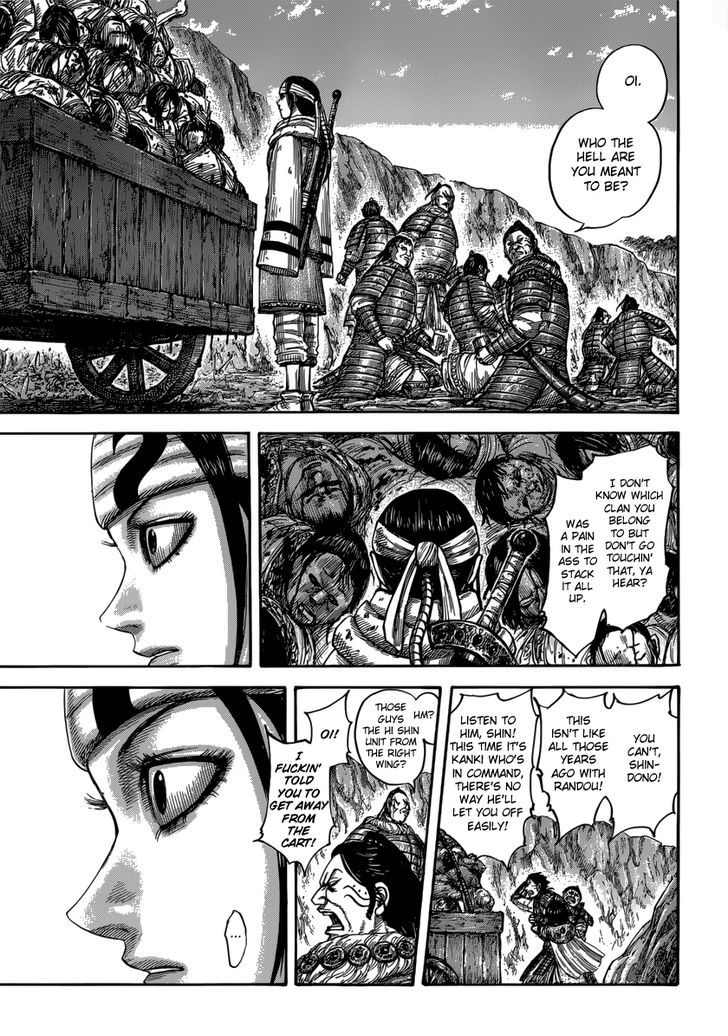 OI.
WHO THE
HELL ARE
YOU MEANT
TO BE?
I DON'T
KNOW WHICH
CLAN YOU
BELONG
TO BUT
DON'T GO
TOUCHIN'
THAT, YA
HEAR?
WAS
A PAIN
IN THE
ASS TO
STACK
IT ALL
UP.
YOU
CAN'T,
SHIN-
DONO!
THIS
ISN'T LIKE
ALL THOSE
YEARS
AGO WITH
RANDOU!
LISTEN TO
HIM, SHIN!
THIS TIME IT'S
KANKI WHO'S
IN COMMAND,
THERE'S NO
WAY HE'LL
LET YOU OFF
EASILY!
HM?
THOSE
GUYS
THE HI SHIN
UNIT FROM
THE RIGHT
WING?
OI!
I
FUCKIN'
TOLD YOU
TO GET AWAY
FROM
THE
CART!
...